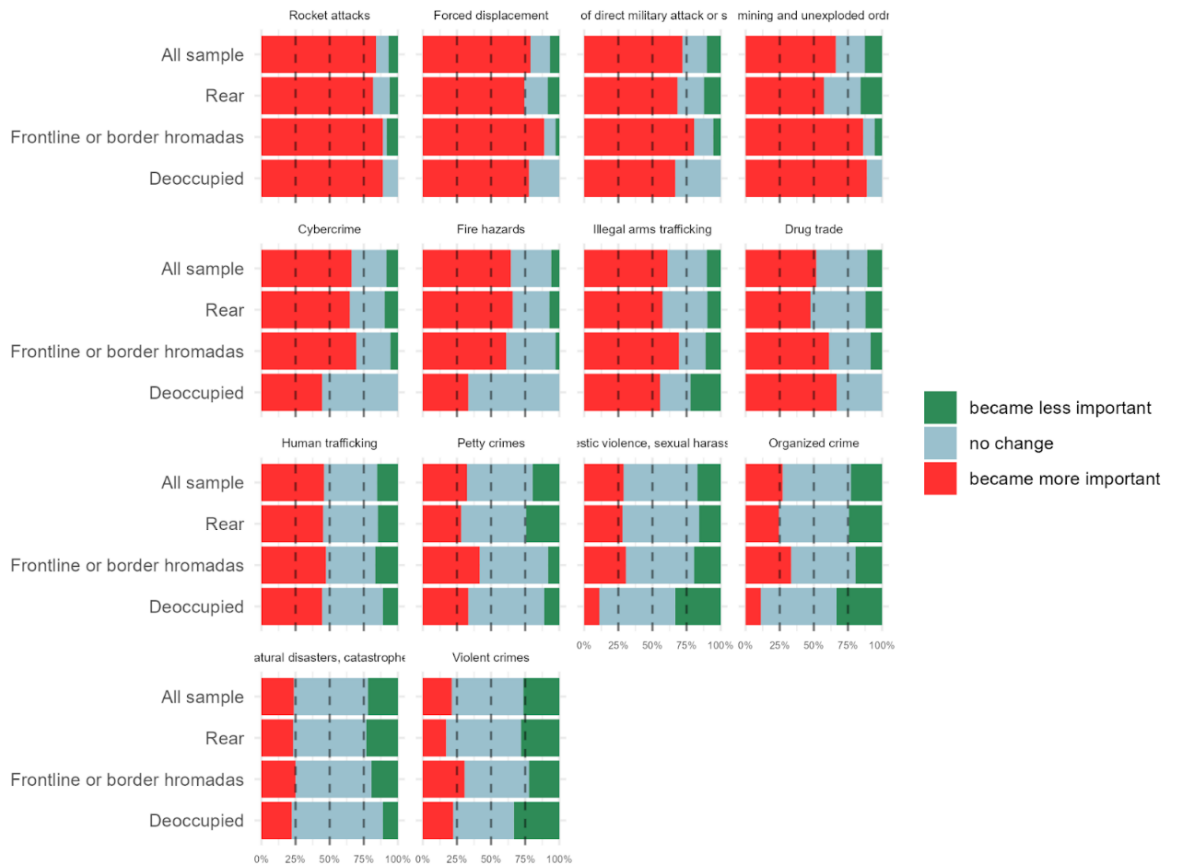 Rocket attacks
Forced displacement
of direct military attack or s
mining and unexploded ordr
All sample
Rear
Frontline or border hromadas
Deoccupied
Cybercrime
Fire hazards
Illegal arms trafficking
Drug trade
All sample
Rear
Frontline or border hromadas
Deoccupied
became less important
no change
became more important
Human trafficking
Petty crimes
estic violence, sexual harass
Organized crime
All sample
Rear
Frontline or border hromadas
Deoccupied
0% 25% 50% 75% 100%
0% 25% 50% 75% 100%
atural disasters, catastrophe
Violent crimes
All sample
Rear
Frontline or border hromadas
Deoccupied
0% 25% 50% 75% 100%
0% 25% 50% 75% 100%